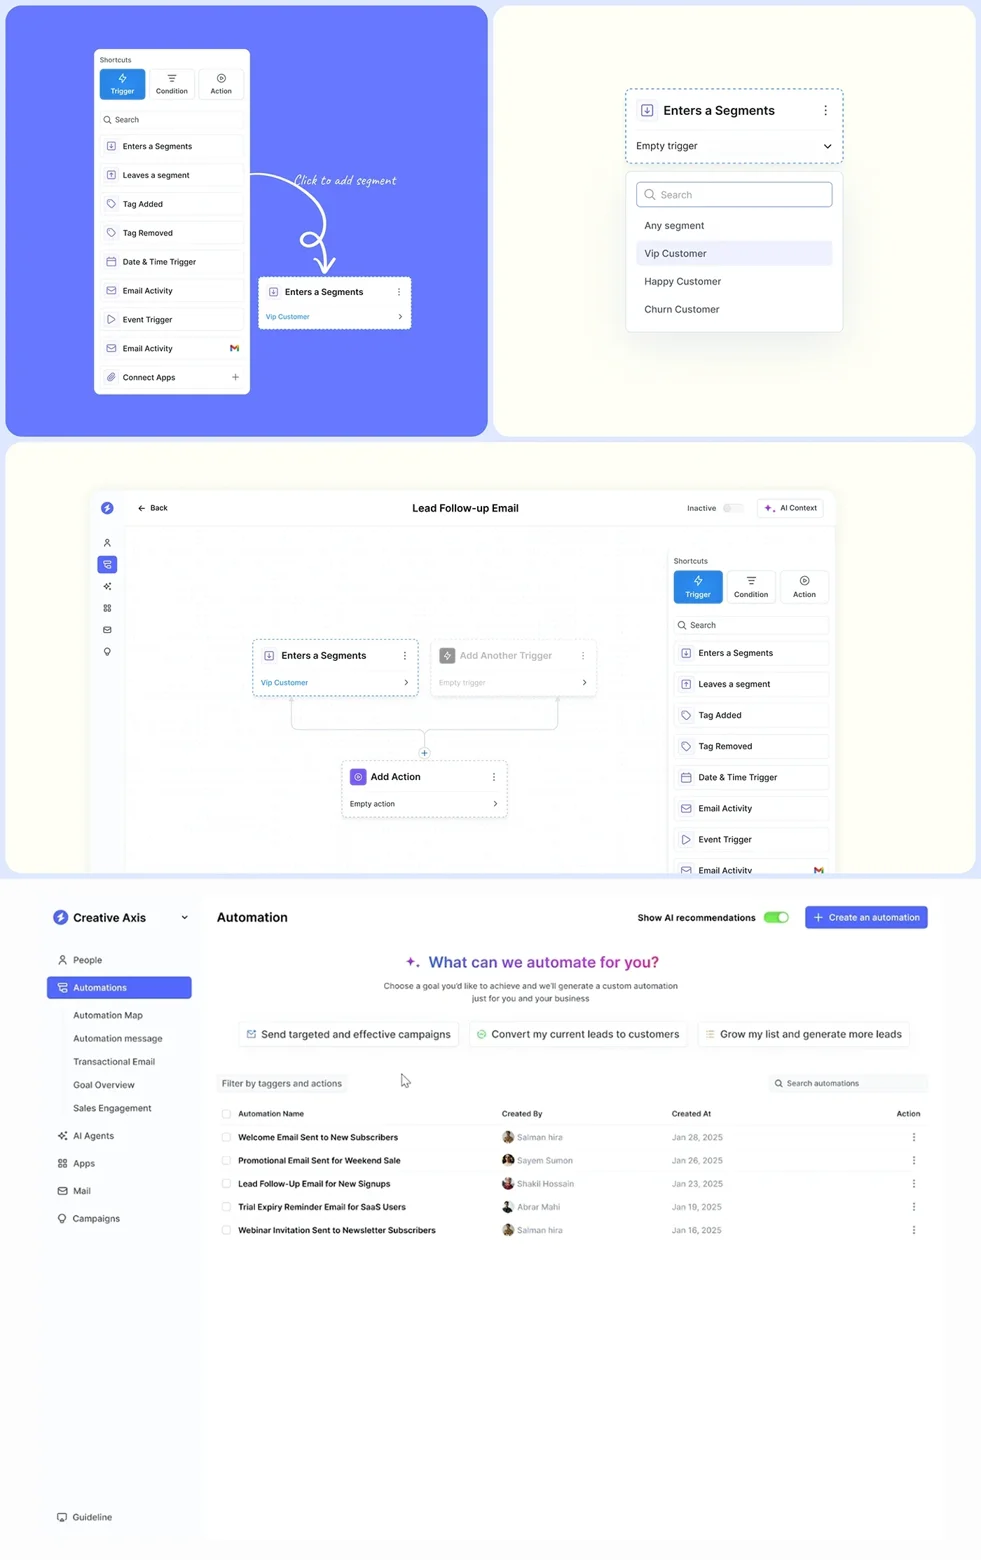 Shortcuts
Trigger
Condition
Action
Search
Enters a Segments
Leaves a segment
Tag Added
Tag Removed
Date & Time Trigger
Email Activity
Event Trigger
Email Activity
Connect Apps
Click to add segment
Enters a Segments
Vip Customer
Enters a Segments
Empty trigger
Search
Any segment
Vip Customer
Happy Customer
Churn Customer
Back
Lead Follow-up Email
Inactive
AI Context
Enters a Segments
Vip Customer
Add Another Trigger
Empty trigger
Add Action
Empty action
Shortcuts
Trigger
Condition
Action
Search
Enters a Segments
Leaves a segment
Tag Added
Tag Removed
Date & Time Trigger
Email Activity
Event Trigger
Email Activity
Creative Axis
People
Automations
Automation Map
Automation message
Transactional Email
Goal Overview
Sales Engagement
AI Agents
Apps
Mail
Campaigns
Guideline
Automation
Show AI recommendations
Create an automation
What can we automate for you?
Choose a goal you'd like to achieve and we'll generate a custom automation
just for you and your business
Send targeted and effective campaigns
Convert my current leads to customers
Grow my list and generate more leads
Filter by taggers and actions
Search automations
Automation Name Created By Created At Action
Welcome Email Sent to New Subscribers Salman hira Jan 28, 2025
Promotional Email Sent for Weekend Sale Sayem Sumon Jan 26, 2025
Lead Follow-Up Email for New Signups Shakil Hossain Jan 23, 2025
Trial Expiry Reminder Email for SaaS Users Abrar Mahi Jan 19, 2025
Webinar Invitation Sent to Newsletter Subscribers Salman hira Jan 16, 2025